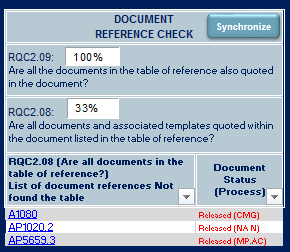 DOCUMENT
REFERENCE CHECK
Synchronize
RQC2.09: 100%
Are all the documents in the table of reference also quoted
in the document?
RQC2.08: 33%
Are all documents and associated templates quoted within
the document listed in the table of reference?
RQC2.08 (Are all documents in the
table of reference?)
List of document references Not
found the table
Document
Status
(Process)
A1080 Released (CMG)
AP1020.2 Released (NA N)
AP5659.3 Released (MP.AC)